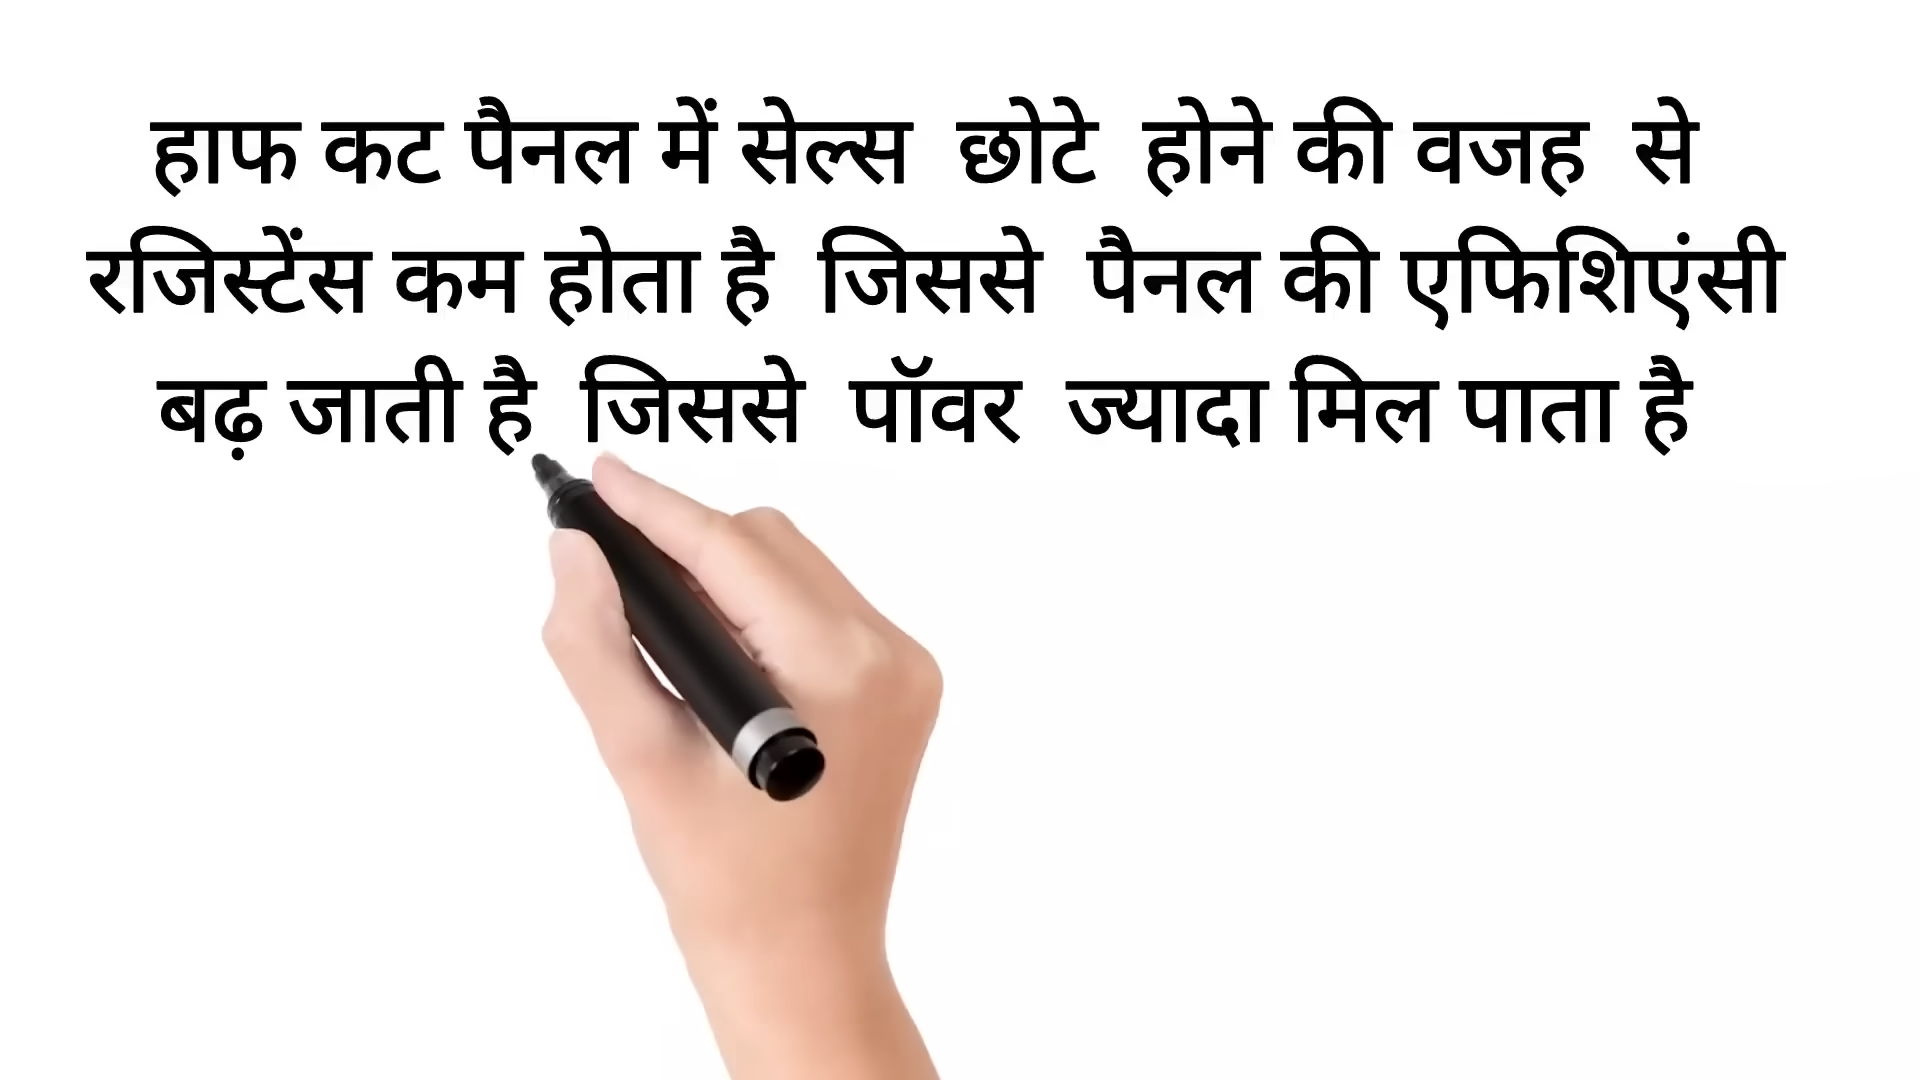 हाफ कट पैनल में सेल्स छोटे होने की वजह से
रजिस्टेंस कम होता है जिससे पैनल की एफिशिएंसी
बढ़ जाती है जिससे पॉवर ज्यादा मिल पाता है